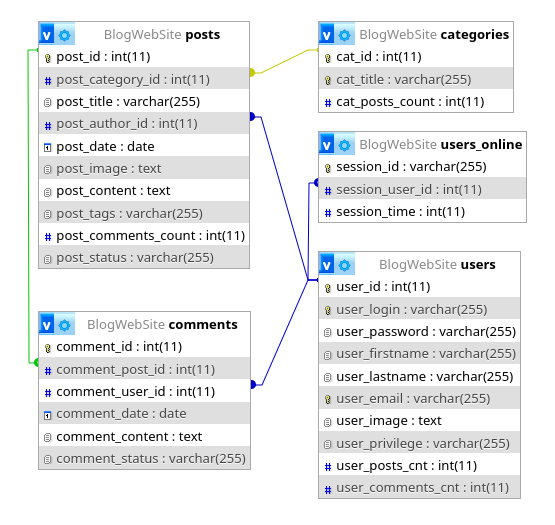 v BlogWebSite posts
post_id : int(11)
# post_category_id : int(11)
post_title : varchar(255)
# post_author_id : int(11)
post_date : date
post_image : text
post_content : text
post_tags : varchar(255)
# post_comments_count : int(11)
post_status : varchar(255)
v BlogWebSite comments
comment_id : int(11)
# comment_post_id : int(11)
# comment_user_id : int(11)
comment_date : date
comment_content : text
comment_status : varchar(255)
v BlogWebSite categories
cat_id : int(11)
cat_title : varchar(255)
# cat_posts_count : int(11)
v BlogWebSite users_online
session_id : varchar(255)
# session_user_id : int(11)
# session_time : int(11)
v BlogWebSite users
user_id : int(11)
user_login : varchar(255)
user_password : varchar(255)
user_firstname : varchar(255)
user_lastname : varchar(255)
user_email : varchar(255)
user_image : text
user_privilege : varchar(255)
# user_posts_cnt : int(11)
# user_comments_cnt : int(11)